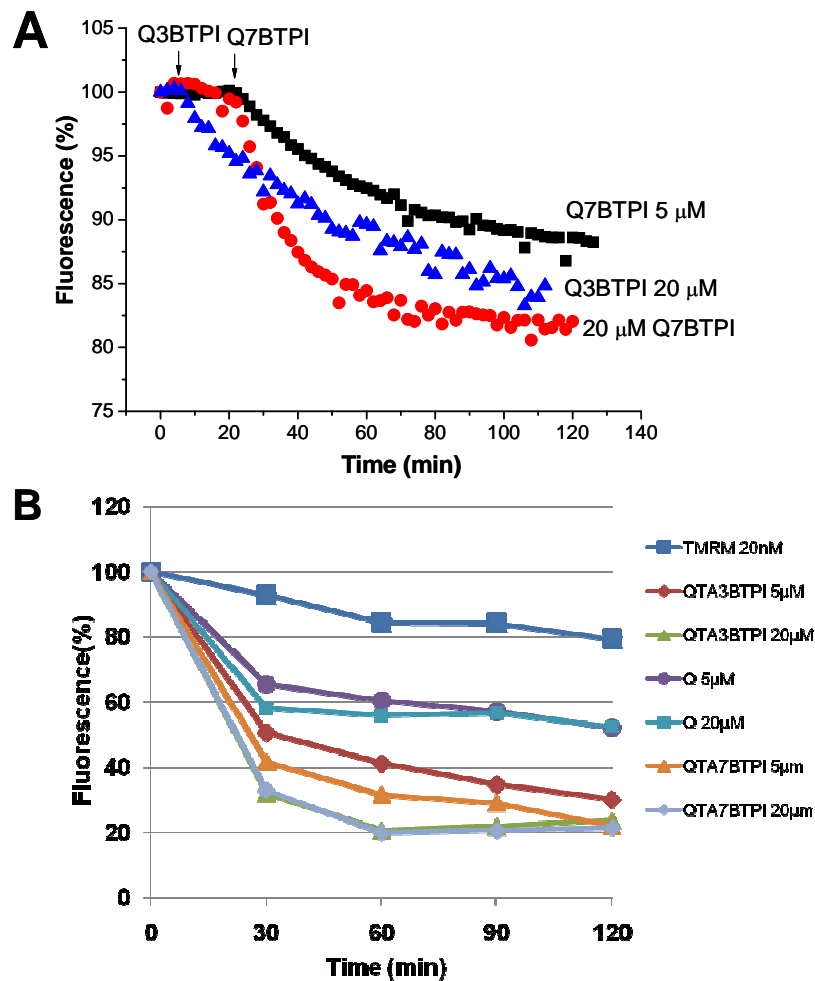 A
Q3BTPI Q7BTPI
105
100
95
90
85
80
75
Fluorescence (%)
Q7BTPI 5 µM
Q3BTPI 20 µM
20 µM Q7BTPI
0 20 40 60 80 100 120 140
Time (min)
B
120
100
80
60
40
20
0
Fluorescence(%)
0 30 60 90 120
Time (min)
TMRM 20nM
QTA3BTPI 5µM
QTA3BTPI 20µM
Q 5µM
Q 20µM
QTA7BTPI 5µm
QTA7BTPI 20µm